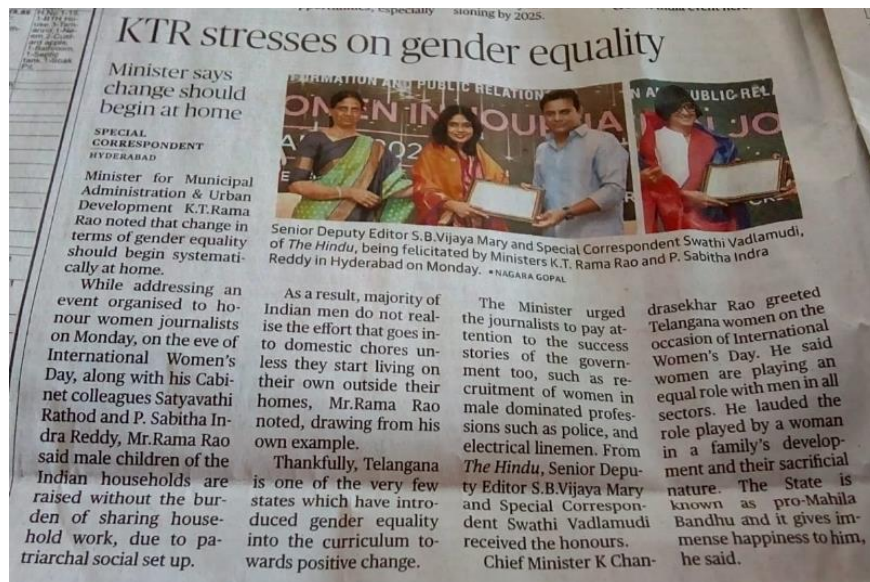 sioning by 2025.
KTR stresses on gender equality
Minister says
change should
begin at home
SPECIAL
CORRESPONDENT
HYDERABAD
Minister for Municipal
Administration & Urban
Development K.T.Rama
Rao noted that change in
terms of gender equality
should begin systemati-
cally at home.
While addressing an
event organised to ho-
nour women journalists
on Monday, on the eve of
International Women's
Day, along with his Cabi-
net colleagues Satyavathi
Rathod and P. Sabitha In-
dra Reddy, Mr.Rama Rao
said male children of the
Indian households are
raised without the bur-
den of sharing house-
hold work, due to pa-
triarchal social set up.
AND PUBLIC RELATION
OMEN IN JOURNA
UBLIC REL
JO
Senior Deputy Editor S.B.Vijaya Mary and Special Correspondent Swathi Vadlamudi,
of The Hindu, being felicitated by Ministers K.T. Rama Rao and P. Sabitha Indra
Reddy in Hyderabad on Monday. • NAGARA GOPAL
As a result, majority of
Indian men do not real-
ise the effort that goes in-
to domestic chores un-
less they start living on
their own outside their
homes, Mr.Rama Rao
noted, drawing from his
own example.
Thankfully, Telangana
is one of the very few
states which have intro-
duced gender equality
into the curriculum to-
wards positive change.
The Minister urged
the journalists to pay at-
tention to the success
stories of the govern-
ment too, such as re-
cruitment of women in
male dominated profes-
sions such as police, and
electrical linemen. From
The Hindu, Senior Depu-
ty Editor S.B.Vijaya Mary
and Special Correspon-
dent Swathi Vadlamudi
received the honours.
Chief Minister K Chan-
drasekhar Rao greeted
Telangana women on the
occasion of International
Women's Day. He said
women are playing an
equal role with men in all
sectors. He lauded the
role played by a woman
in a family's develop-
ment and their sacrificial
nature. The State is
known as pro-Mahila
Bandhu and it gives im-
mense happiness to him,
he said.